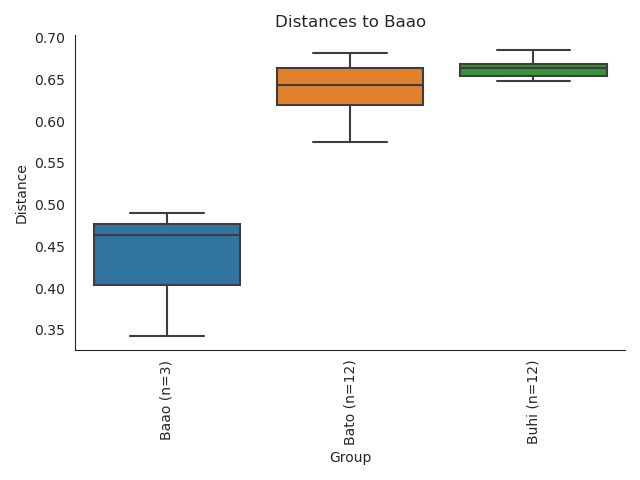 Distances to Baao
0.70
0.65
0.60
0.55
0.50
0.45
0.40
0.35
Distance
Baao (n=3)
Bato (n=12)
Buhi (n=12)
Group